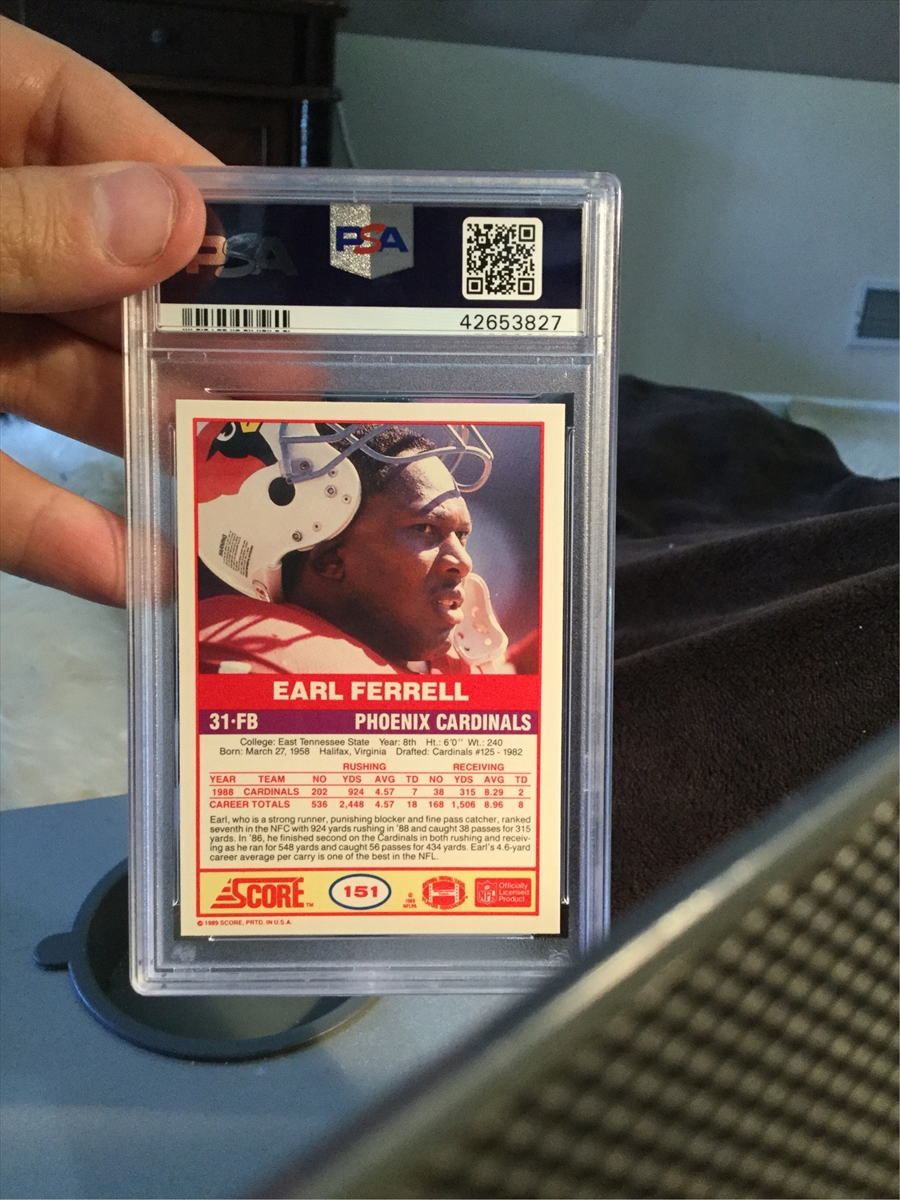 PSA
PSA
42653827
WARNING
EARL FERRELL
31·FB PHOENIX CARDINALS
College: East Tennessee State Year: 8th Ht.: 6'0'' Wt.: 240
Born: March 27, 1958 Halifax, Virginia Drafted: Cardinals #125 - 1982
RUSHING RECEIVING
YEAR TEAM NO YDS AVG TD NO YDS AVG TD
1988 CARDINALS 202 924 4.57 7 38 315 8.29 2
CAREER TOTALS 536 2,448 4.57 18 168 1,506 8.96 8
Earl, who is a strong runner, punishing blocker and fine pass catcher, ranked
seventh in the NFC with 924 yards rushing in '88 and caught 38 passes for 315
yards. In '86, he finished second on the Cardinals in both rushing and receiv-
ing as he ran for 548 yards and caught 56 passes for 434 yards. Earl's 4.6-yard
career average per carry is one of the best in the NFL.
SCORE™ 151 © 1989 NFLPA NFL Officially
Licensed
Product
© 1989 SCORE, PRTD. IN U.S.A.